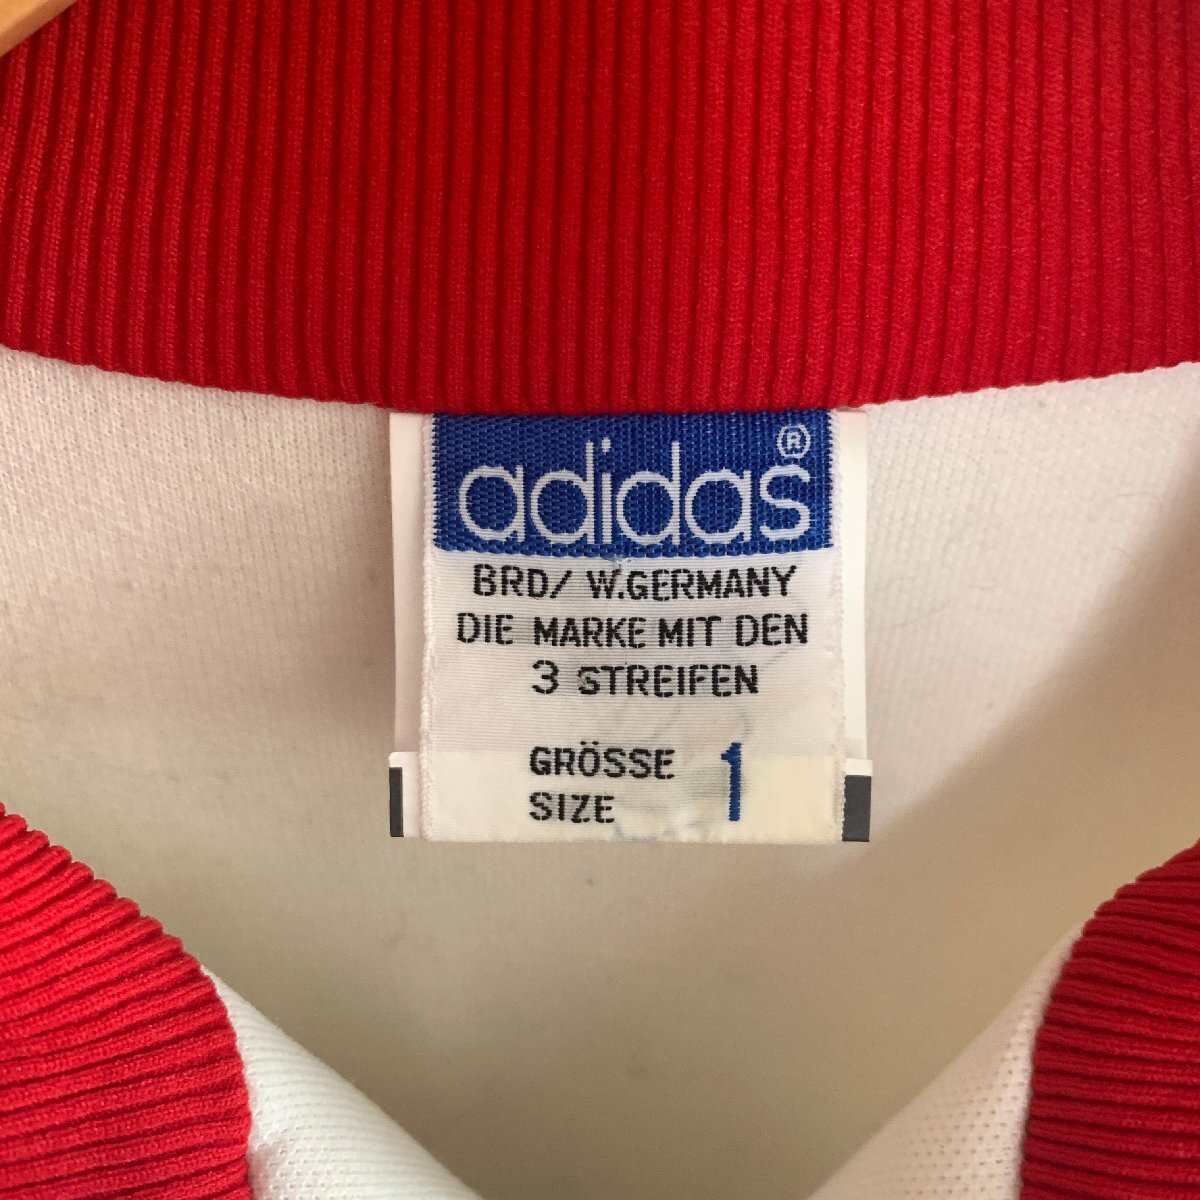 adidas®
BRD/ W.GERMANY
DIE MARKE MIT DEN
3 STREIFEN
GRÖSSE 1
SIZE